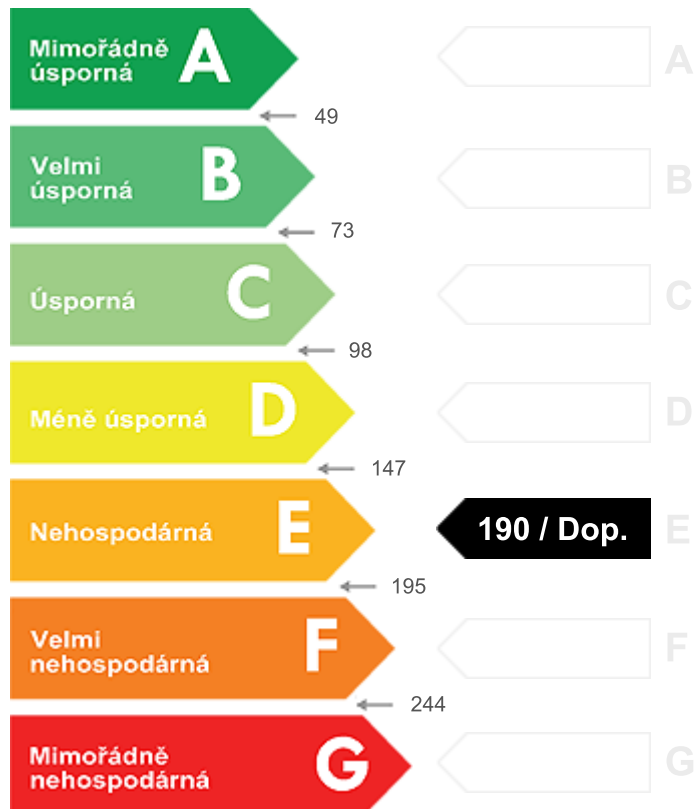 Mimořádně
úsporná
A
A
49
Velmi
úsporná
B
B
73
Úsporná
C
C
98
Méně úsporná
D
D
147
Nehospodárná
E
190 / Dop.
E
195
Velmi
nehospodárná
F
F
244
Mimořádně
nehospodárná
G
G